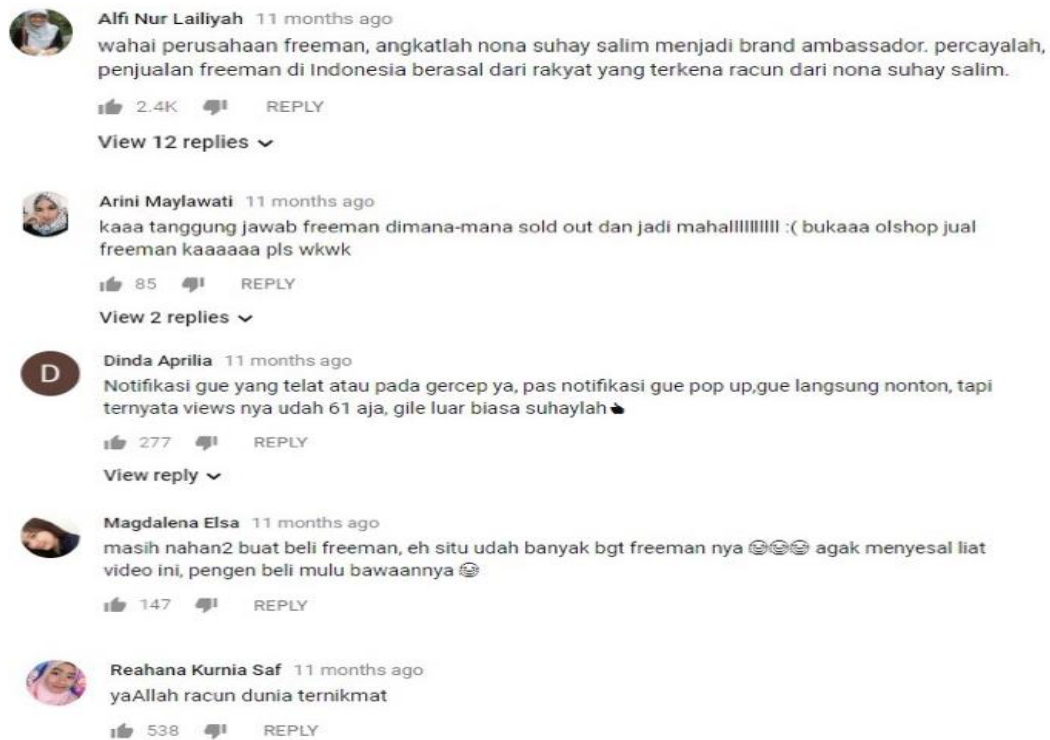 Alfi Nur Lailiyah 11 months ago
wahai perusahaan freeman, angkatlah nona suhay salim menjadi brand ambassador. percayalah,
penjualan freeman di Indonesia berasal dari rakyat yang terkena racun dari nona suhay salim.
2.4K REPLY
View 12 replies
Arini Maylawati 11 months ago
kaaa tanggung jawab freeman dimana-mana sold out dan jadi mahallllllllll :( bukaaa olshop jual
freeman kaaaaaa pls wkwk
85 REPLY
View 2 replies
D
Dinda Aprilia 11 months ago
Notifikasi gue yang telat atau pada gercep ya, pas notifikasi gue pop up,gue langsung nonton, tapi
ternyata views nya udah 61 aja, gile luar biasa suhaylah
277 REPLY
View reply
Magdalena Elsa 11 months ago
masih nahan2 buat beli freeman, eh situ udah banyak bgt freeman nya 😂😂😂 agak menyesal liat
video ini, pengen beli mulu bawaannya 😂
147 REPLY
Reahana Kurnia Saf 11 months ago
yaAllah racun dunia ternikmat
538 REPLY